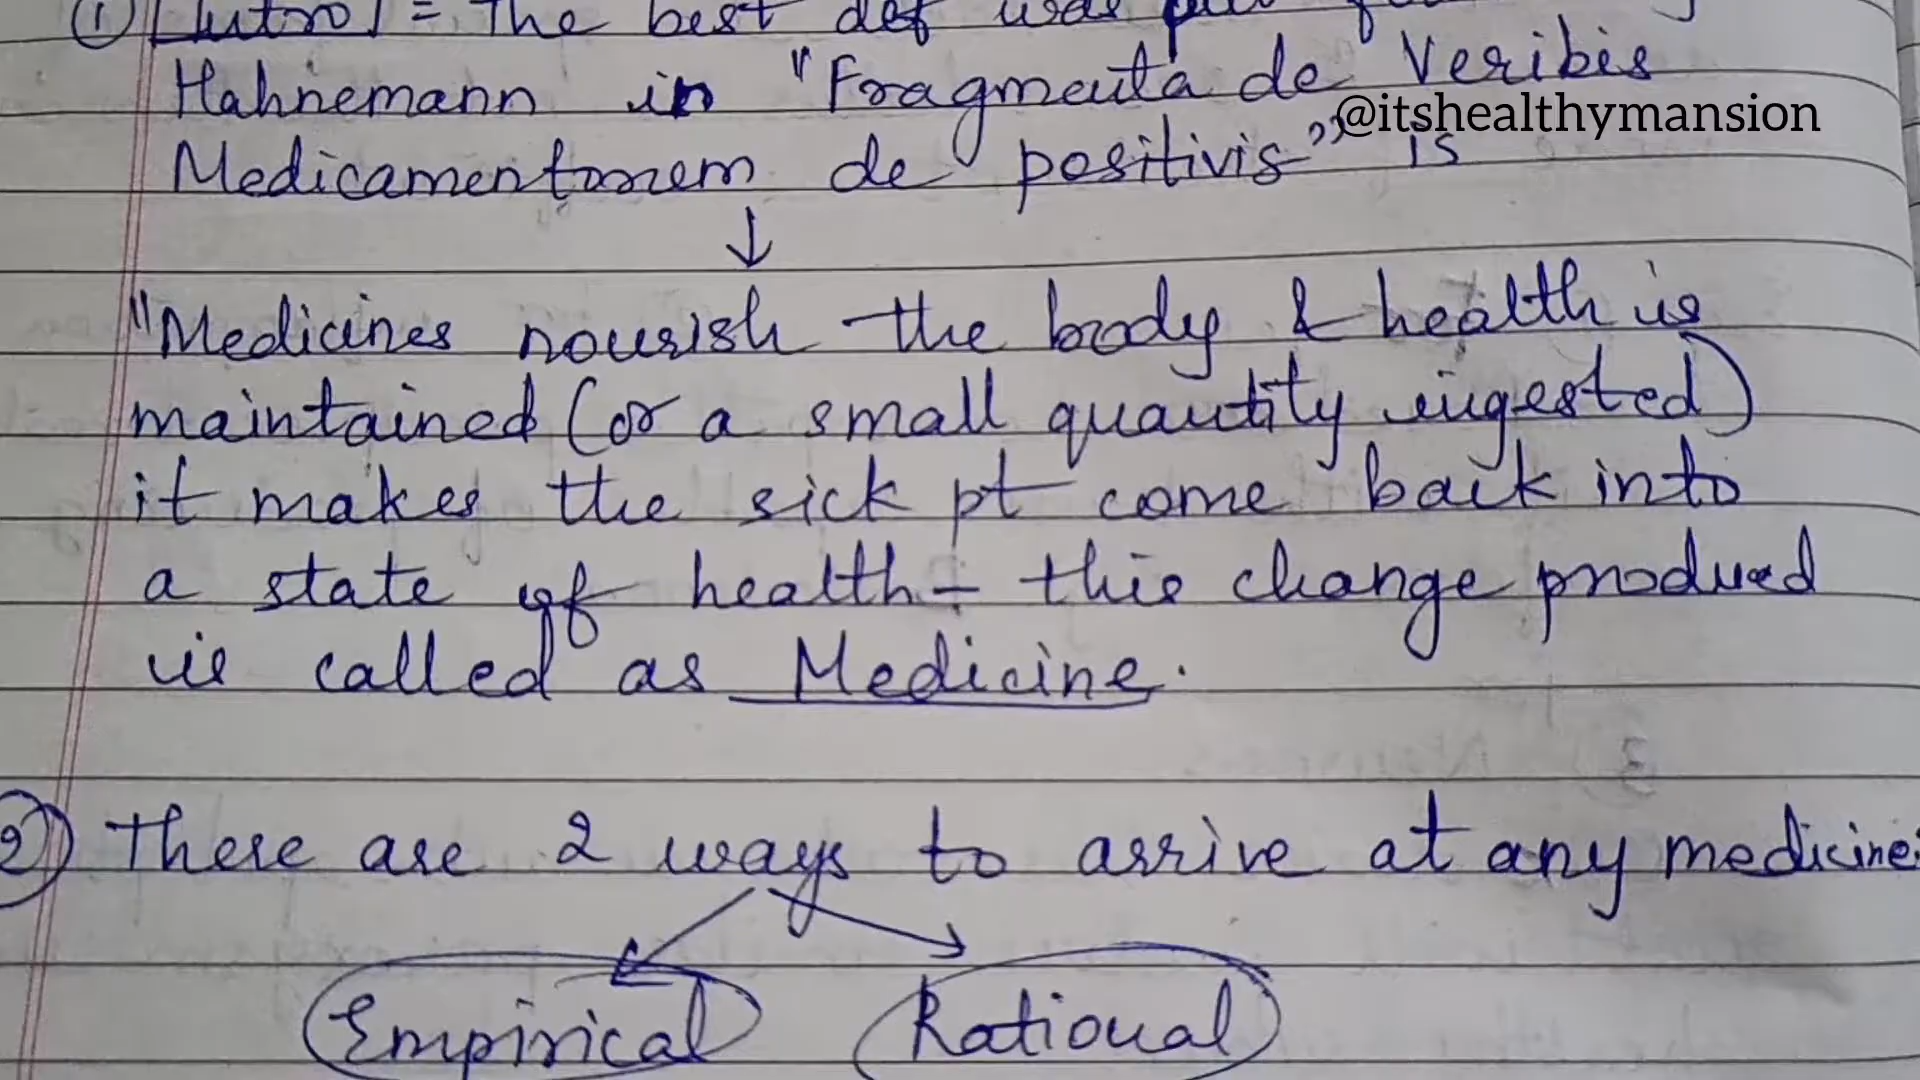 ① [Intro] = The best def was put
Hahnemann in "Fragmenta de Veribis
@itshealthymansion
Medicamentorem de positivis" is
↓
"Medicines nourish the body & health is
maintained (or a small quantity ingested)
it makes the sick pt come back into
a state of health - this change produced
is called as Medicine.
② There are 2 ways to arrive at any medicine:
Empirical Rational